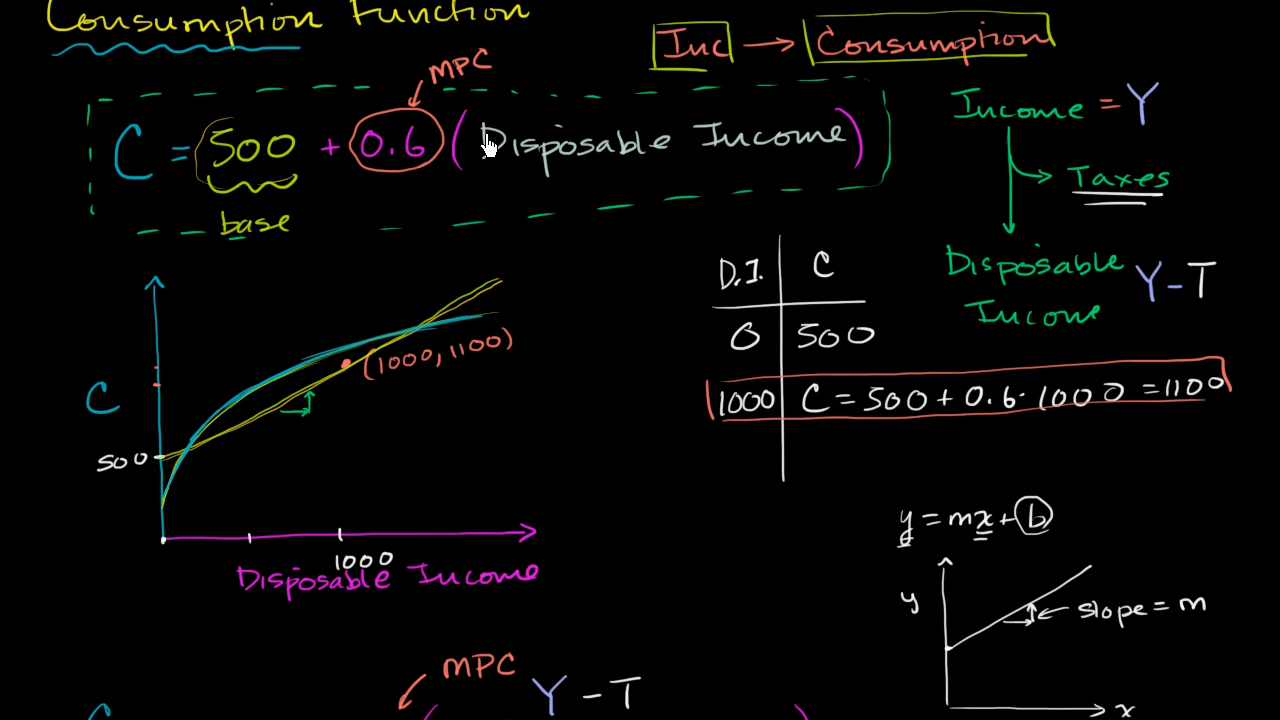 Consumption Function
Inc → Consumption
MPC
C = 500 + 0.6 (Disposable Income)
base
Income = Y
Taxes
Disposable Income Y - T
D.I. C
0 500
1000 C = 500 + 0.6 · 1000 = 1100
(1000, 1100)
C
500
1000
Disposable Income
y = mx + b
y
slope = m
x
MPC
Y - T